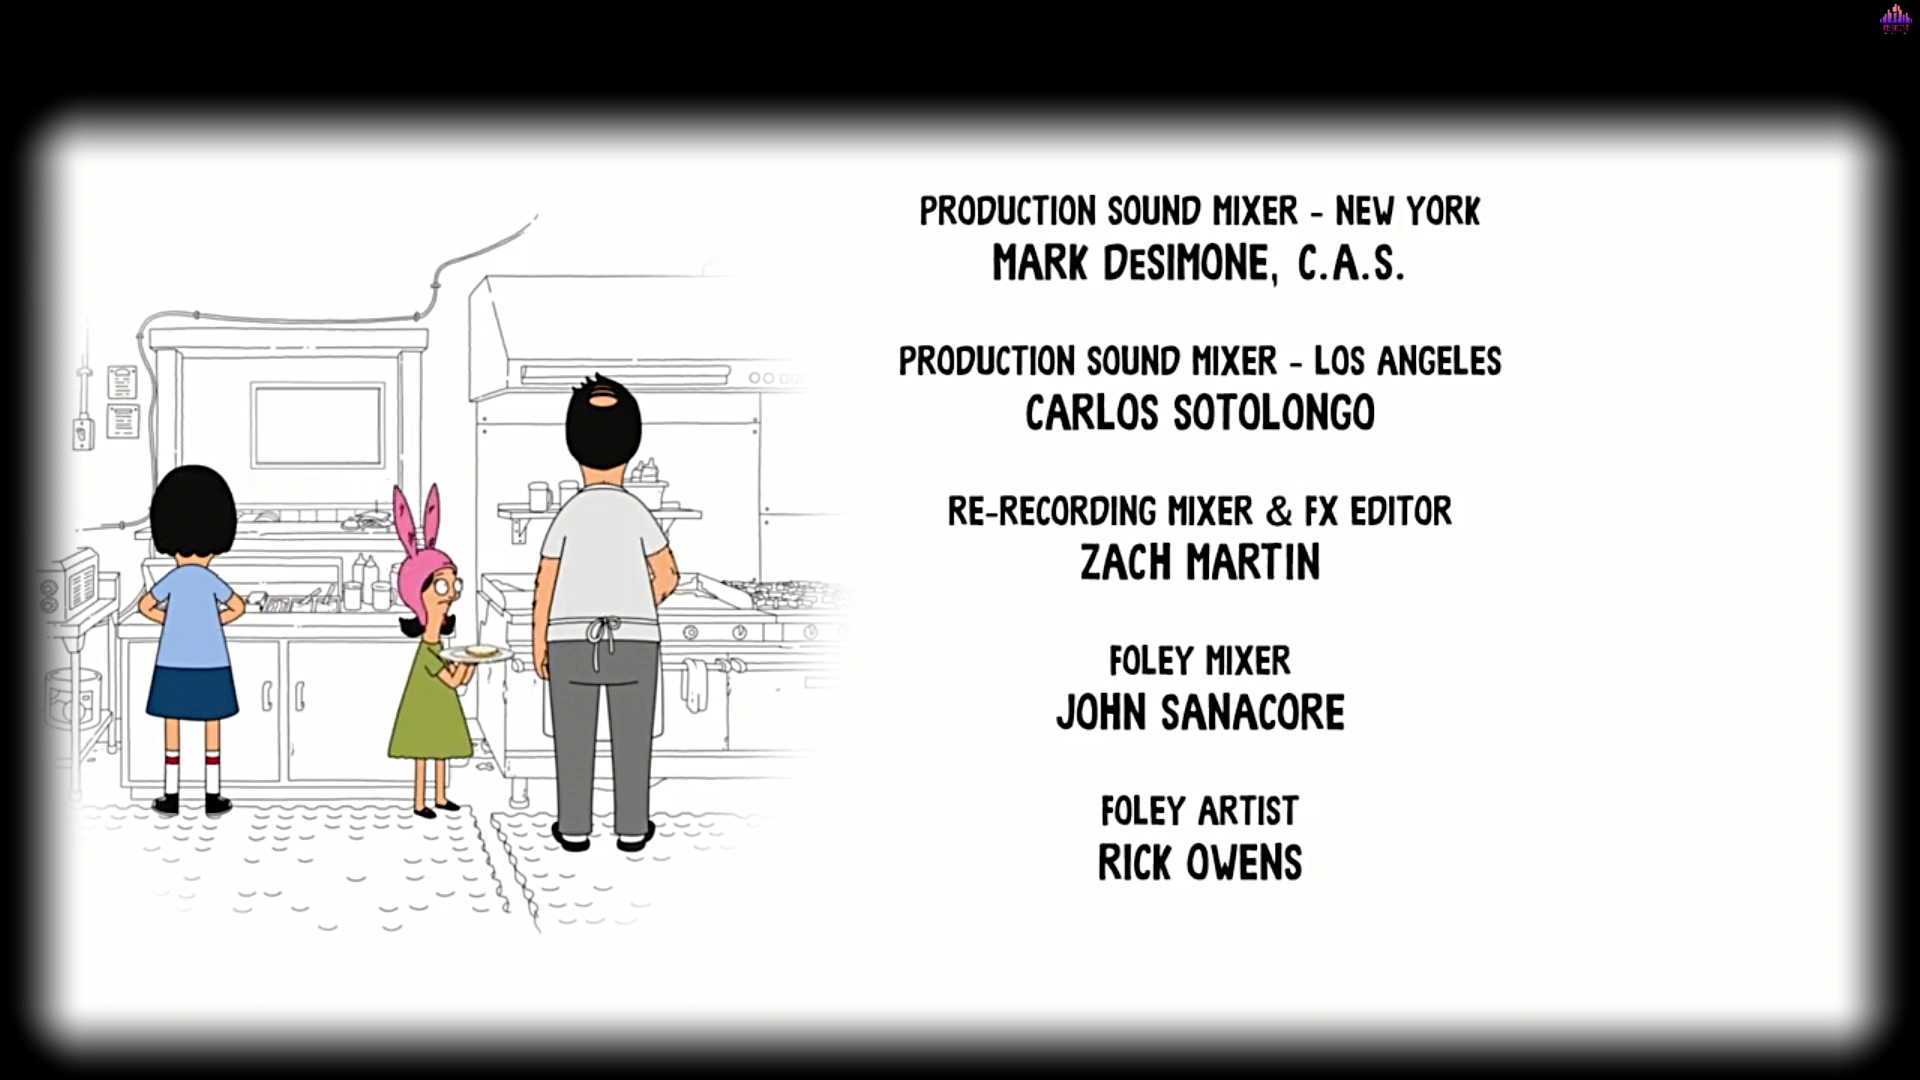 PRODUCTION SOUND MIXER - NEW YORK
MARK DeSIMONE, C.A.S.
PRODUCTION SOUND MIXER - LOS ANGELES
CARLOS SOTOLONGO
RE-RECORDING MIXER & FX EDITOR
ZACH MARTIN
FOLEY MIXER
JOHN SANACORE
FOLEY ARTIST
RICK OWENS